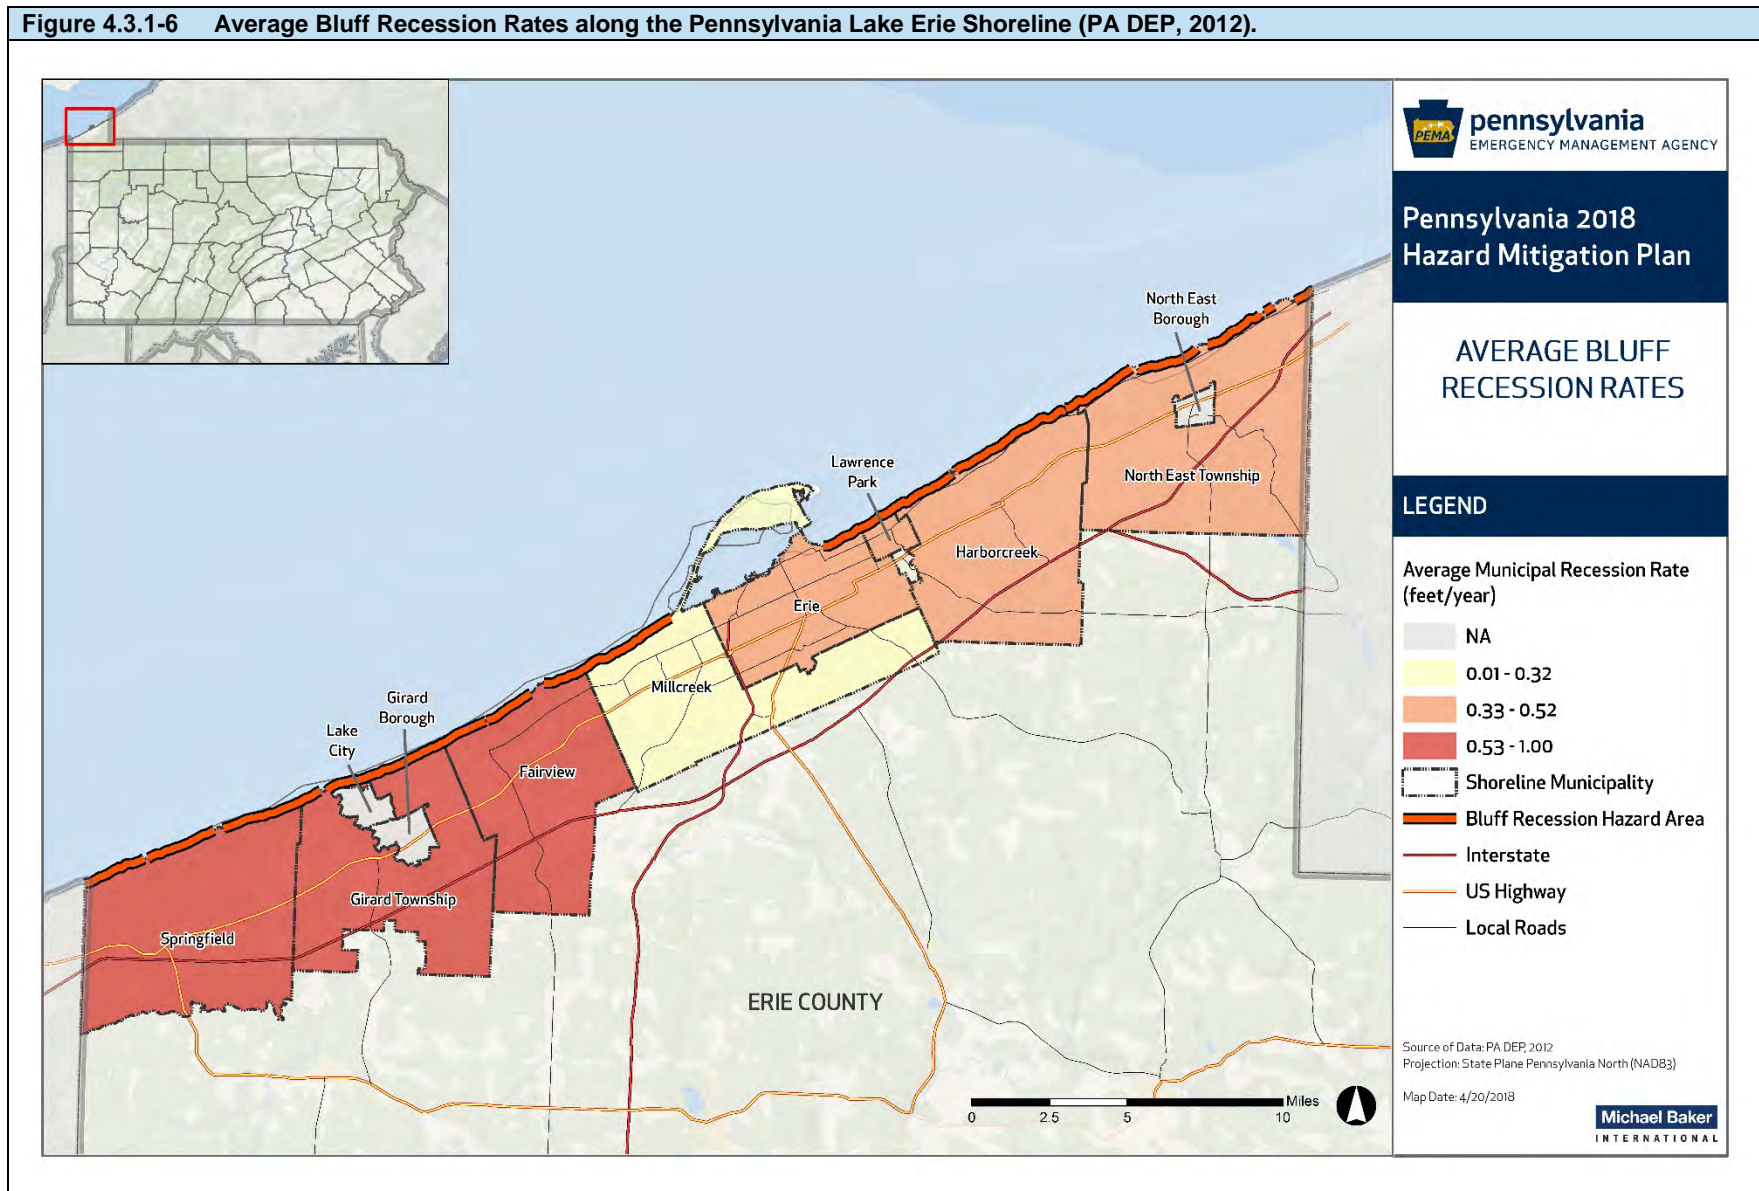 Figure 4.3.1-6 Average Bluff Recession Rates along the Pennsylvania Lake Erie Shoreline (PA DEP, 2012).
PEMA
pennsylvania
EMERGENCY MANAGEMENT AGENCY
Pennsylvania 2018
Hazard Mitigation Plan
AVERAGE BLUFF
RECESSION RATES
LEGEND
Average Municipal Recession Rate
(feet/year)
NA
0.01 - 0.32
0.33 - 0.52
0.53 - 1.00
Shoreline Municipality
Bluff Recession Hazard Area
Interstate
US Highway
Local Roads
Source of Data: PA DEP, 2012
Projection: State Plane Pennsylvania North (NAD83)
Map Date: 4/20/2018
Michael Baker
INTERNATIONAL
North East
Borough
North East Township
Lawrence
Park
Harborcreek
Erie
Millcreek
Girard
Borough
Lake
City
Fairview
Girard Township
Springfield
ERIE COUNTY
Miles
0 2.5 5 10